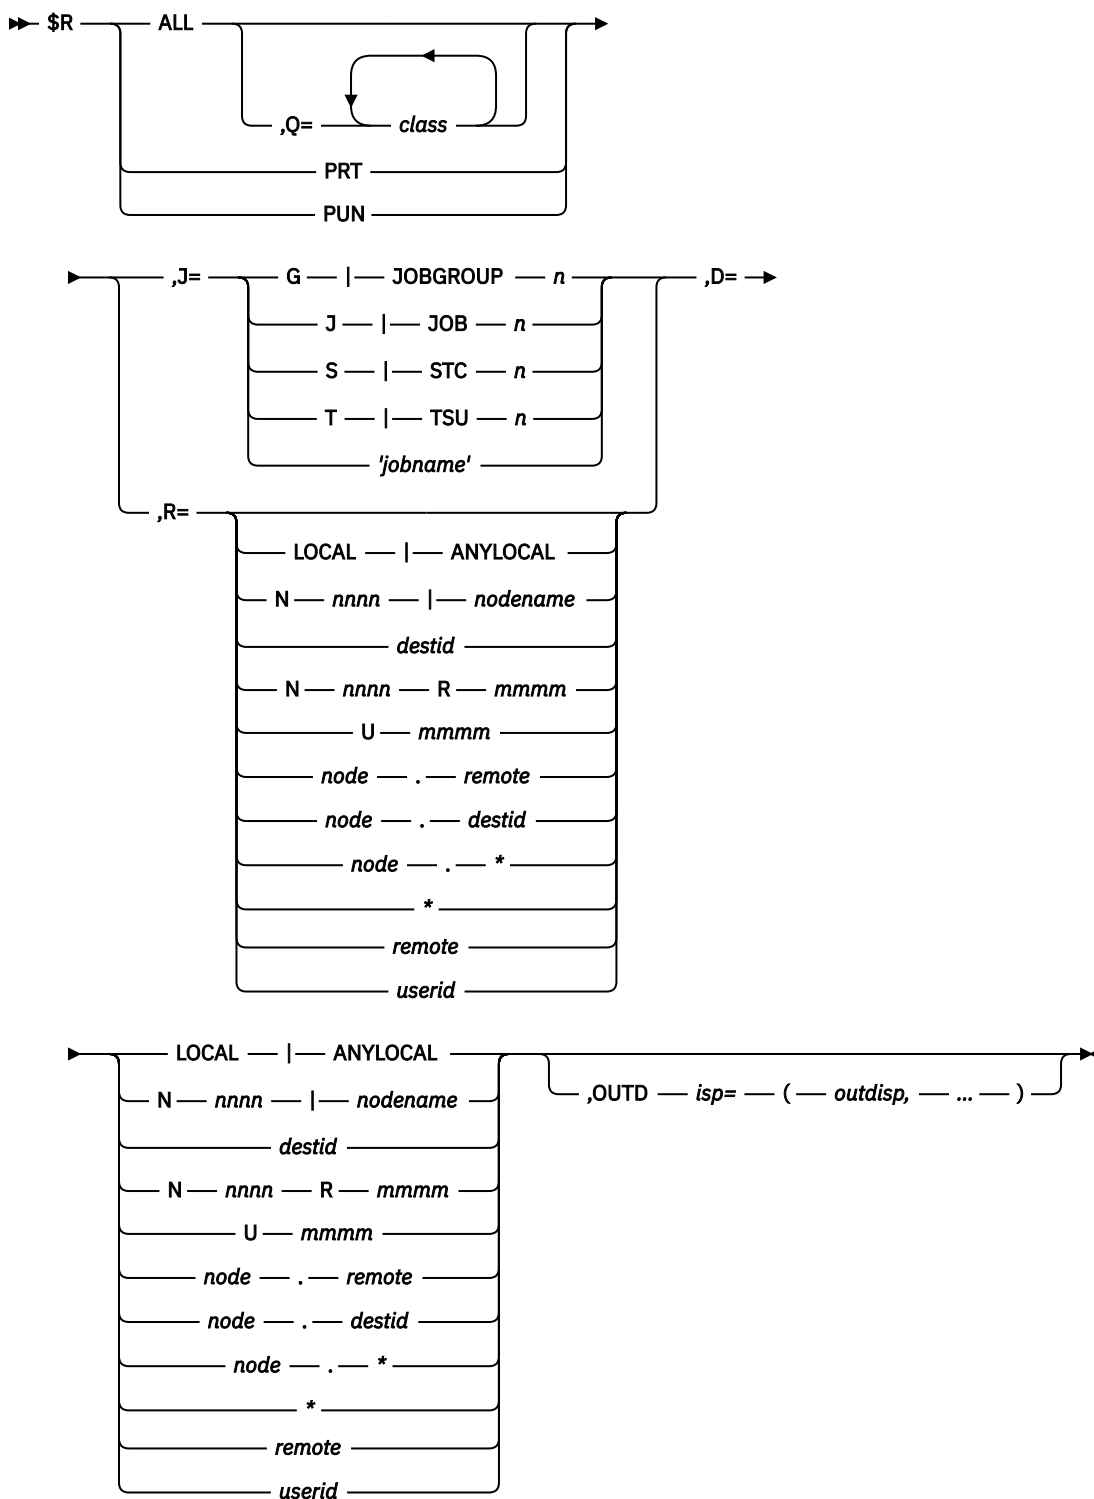 $R ALL
,Q= class
PRT
PUN
,J= G | JOBGROUP n ,D=
J | JOB n
S | STC n
T | TSU n
'jobname'
,R=
LOCAL | ANYLOCAL
N nnnn | nodename
destid
N nnnn R mmmm
U mmmm
node . remote
node . destid
node . *
*
remote
userid
LOCAL | ANYLOCAL
,OUTD isp= ( outdisp, ... )
N nnnn | nodename
destid
N nnnn R mmmm
U mmmm
node . remote
node . destid
node . *
*
remote
userid